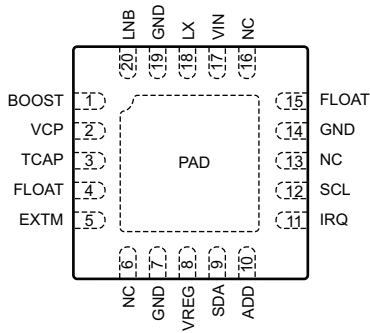 LNB GND LX VIN NC
20 19 18 17 16
BOOST 1 15 FLOAT
VCP 2 14 GND
TCAP 3 PAD 13 NC
FLOAT 4 12 SCL
EXTM 5 11 IRQ
6 7 8 9 10
NC GND VREG SDA ADD